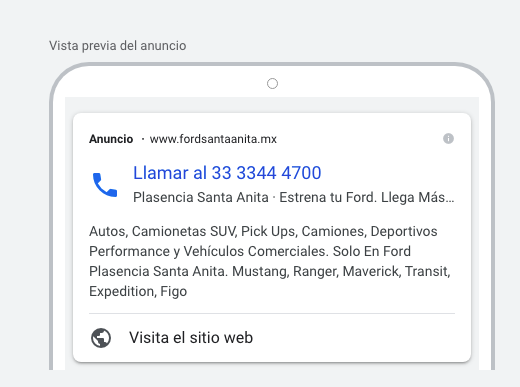 Vista previa del anuncio
Anuncio · www.fordsantaanita.mx
Llamar al 33 3344 4700
Plasencia Santa Anita · Estrena tu Ford. Llega Más...
Autos, Camionetas SUV, Pick Ups, Camiones, Deportivos
Performance y Vehículos Comerciales. Solo En Ford
Plasencia Santa Anita. Mustang, Ranger, Maverick, Transit,
Expedition, Figo
Visita el sitio web